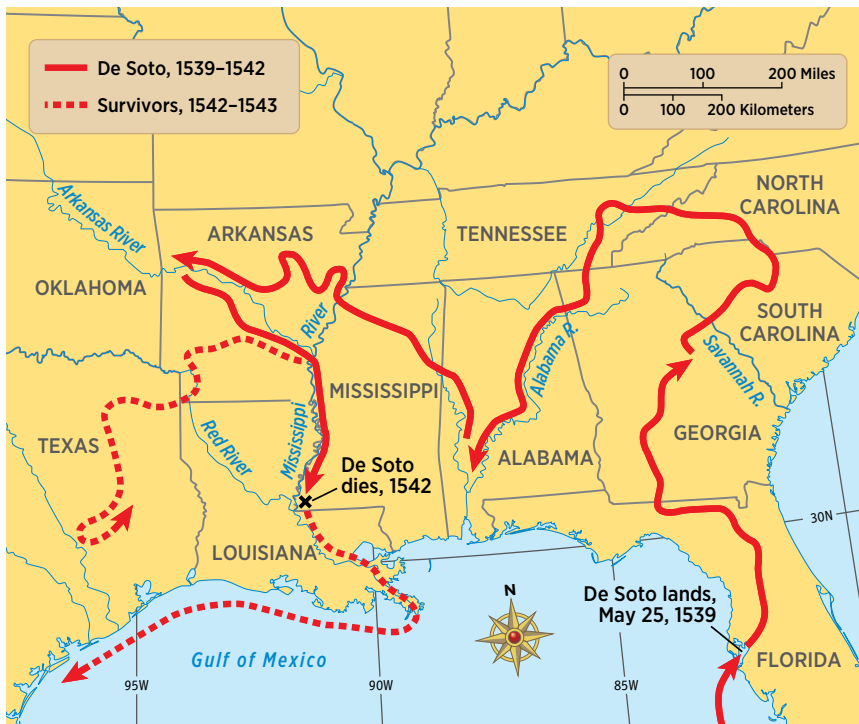 De Soto, 1539–1542
Survivors, 1542–1543
0 100 200 Miles
0 100 200 Kilometers
NORTH
CAROLINA
Arkansas River
ARKANSAS
TENNESSEE
OKLAHOMA
River
SOUTH
CAROLINA
Alabama R.
Savannah R.
MISSISSIPPI
Mississippi
TEXAS
Red River
GEORGIA
ALABAMA
De Soto
dies, 1542
30N
LOUISIANA
N
De Soto lands,
May 25, 1539
Gulf of Mexico
FLORIDA
95W
90W
85W